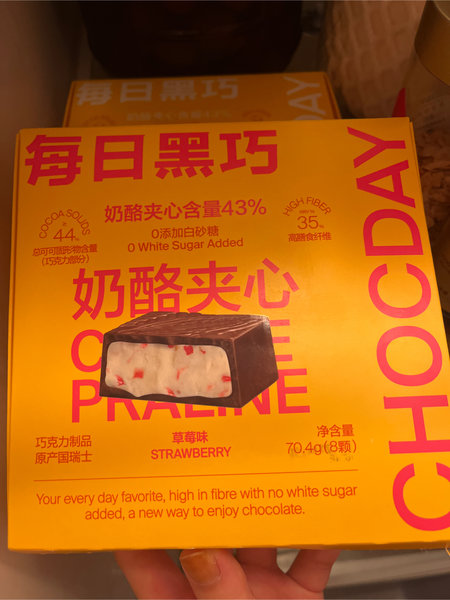 每日黑巧
每日黑巧
奶酪夹心含量43%
0添加白砂糖
0 White Sugar Added
COCOA SOLIDS
≥
44%
总可可固形物含量
(巧克力部分)
HIGH FIBER
35%
高膳食纤维
奶酪夹心
PRALINE
草莓味
STRAWBERRY
巧克力制品
原产国瑞士
净含量
70.4g(8颗)
CHOCDAY
Your every day favorite, high in fibre with no white sugar
added, a new way to enjoy chocolate.